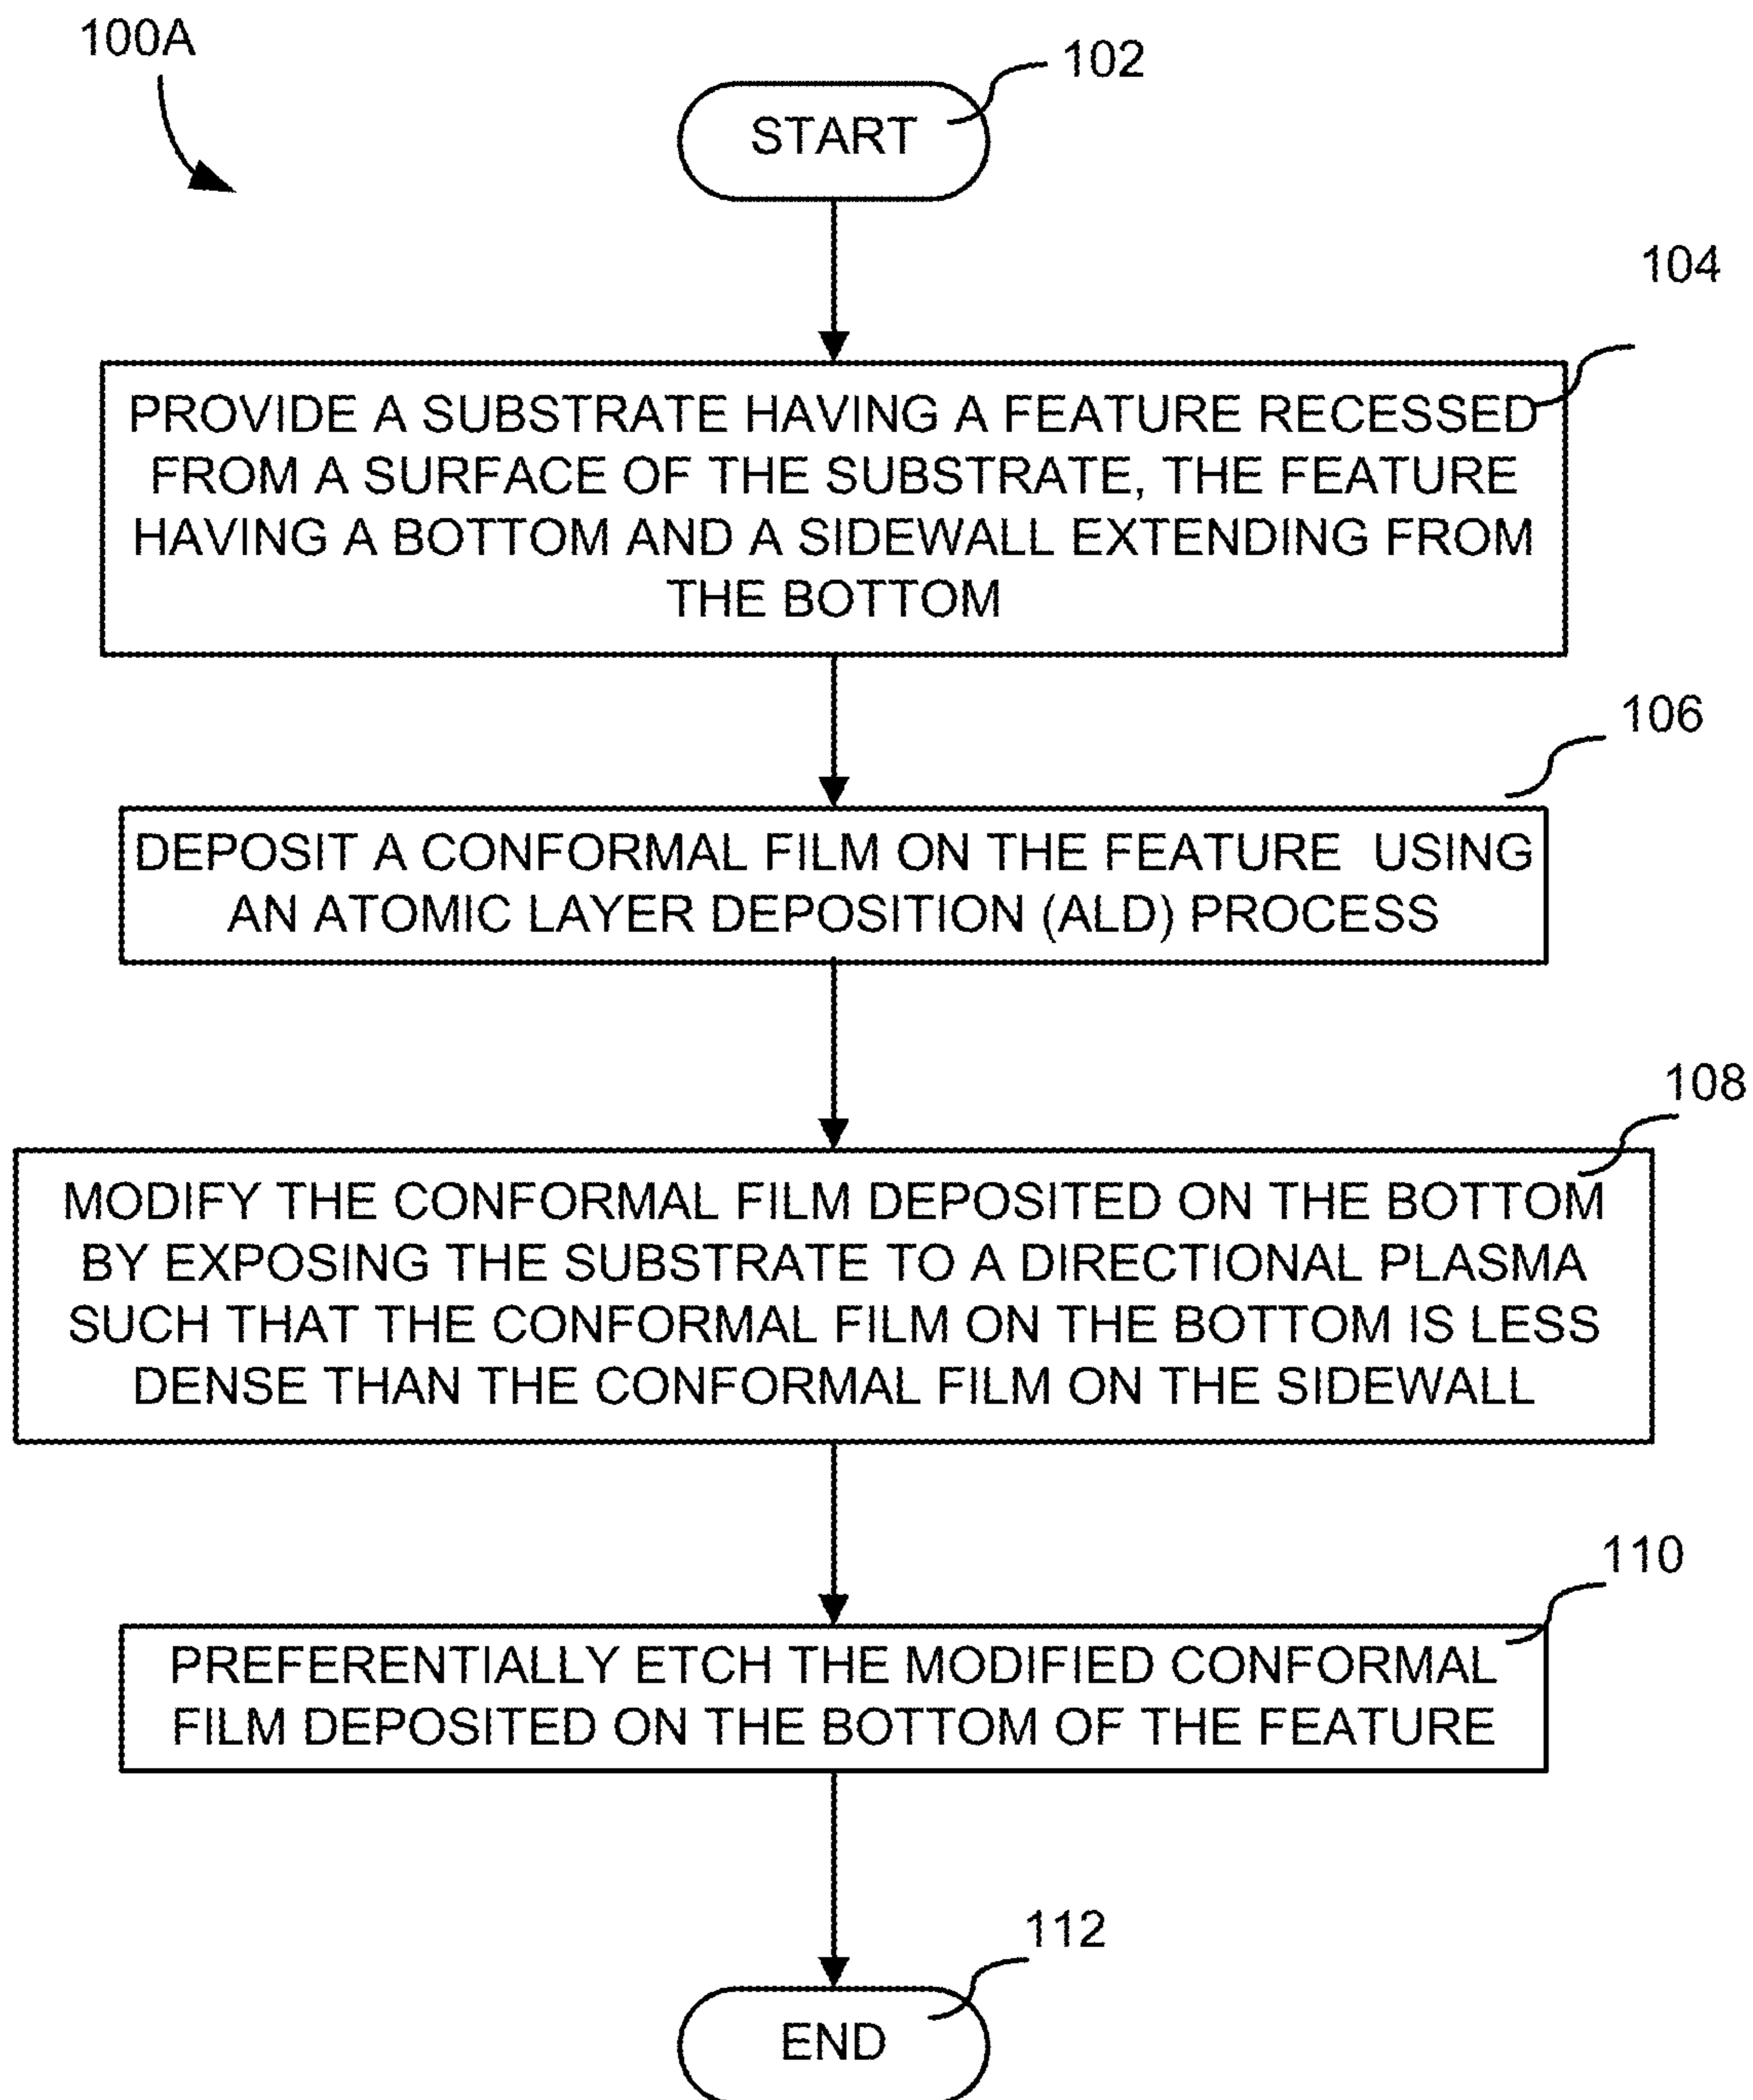 100A
102
START
104
PROVIDE A SUBSTRATE HAVING A FEATURE RECESSED
FROM A SURFACE OF THE SUBSTRATE, THE FEATURE
HAVING A BOTTOM AND A SIDEWALL EXTENDING FROM
THE BOTTOM
106
DEPOSIT A CONFORMAL FILM ON THE FEATURE USING
AN ATOMIC LAYER DEPOSITION (ALD) PROCESS
108
MODIFY THE CONFORMAL FILM DEPOSITED ON THE BOTTOM
BY EXPOSING THE SUBSTRATE TO A DIRECTIONAL PLASMA
SUCH THAT THE CONFORMAL FILM ON THE BOTTOM IS LESS
DENSE THAN THE CONFORMAL FILM ON THE SIDEWALL
110
PREFERENTIALLY ETCH THE MODIFIED CONFORMAL
FILM DEPOSITED ON THE BOTTOM OF THE FEATURE
112
END